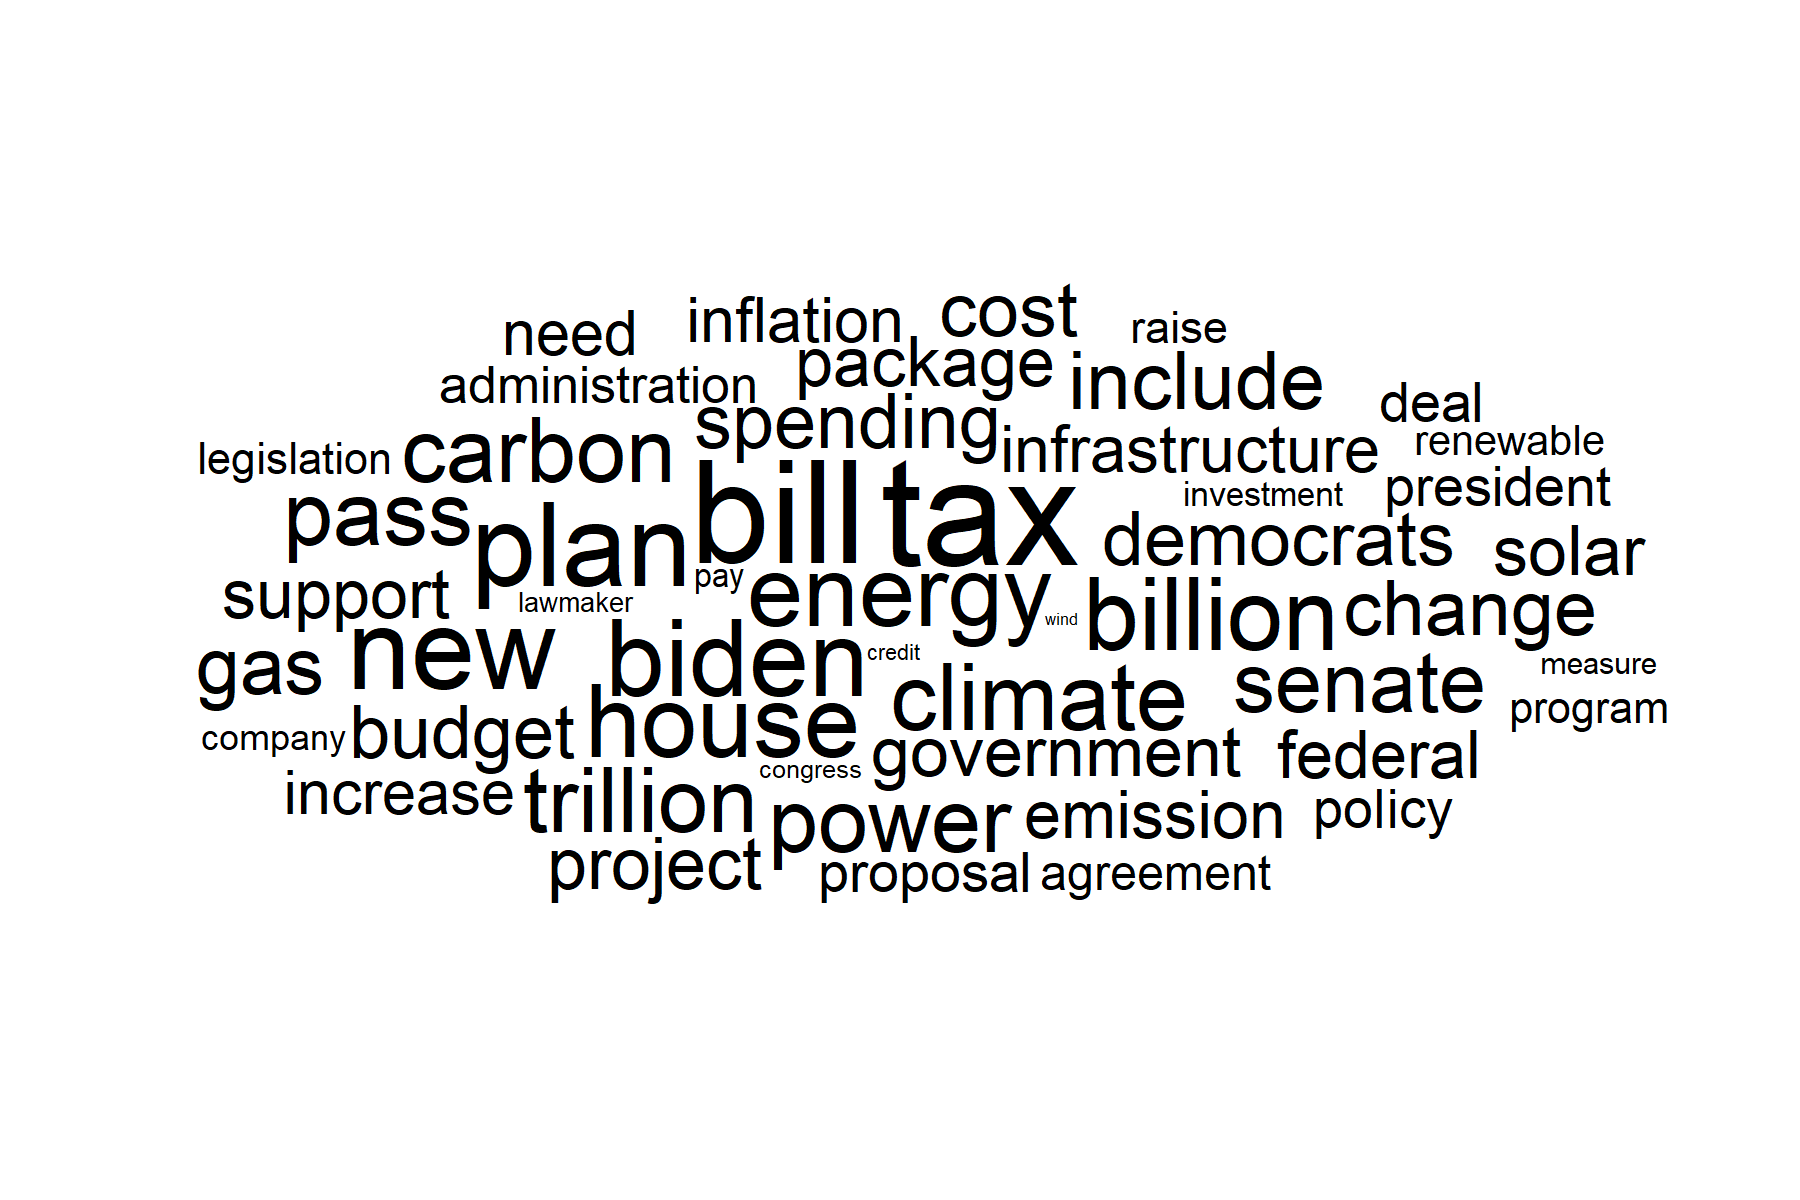 need
inflation
cost
raise
administration
package
include
deal
legislation
carbon
spending
infrastructure
renewable
pass
plan
bill
tax
investment
president
democrats
solar
support
lawmaker
pay
energy
wind
billion
change
gas
new
biden
credit
climate
senate
measure
program
company
budget
house
congress
government
federal
increase
trillion
power
emission
policy
project
proposal
agreement